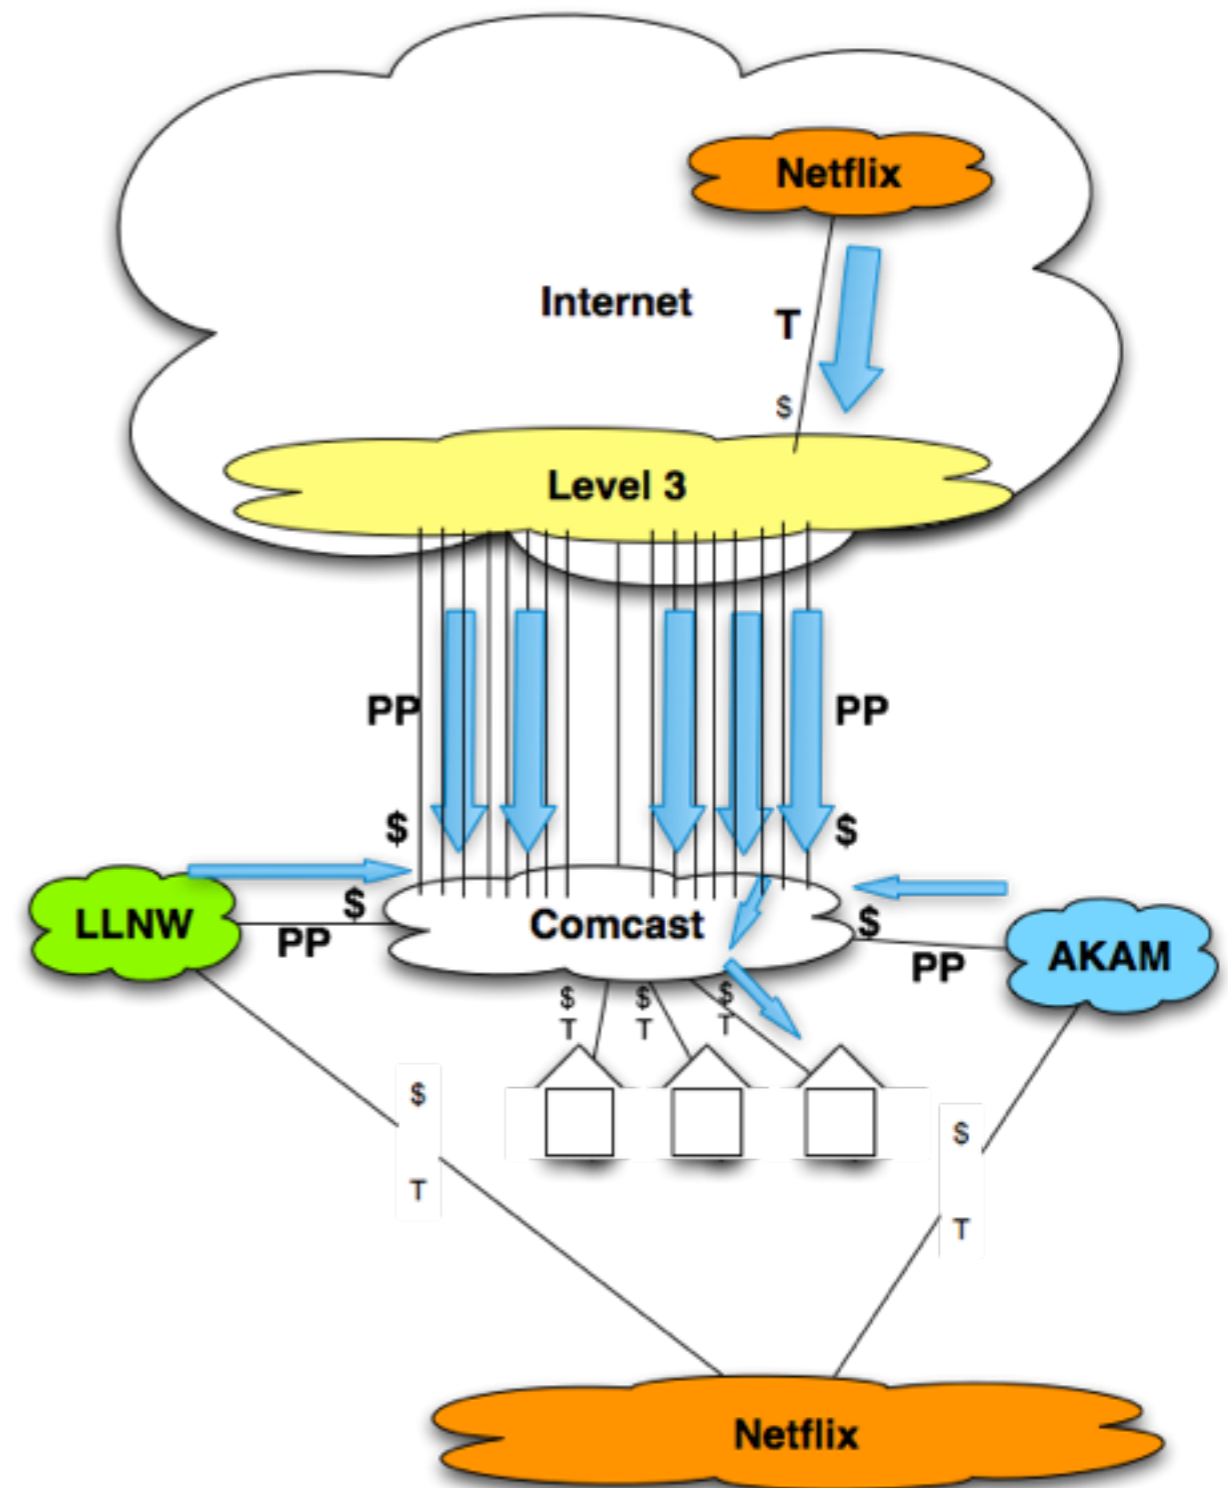 Netflix
Internet
T
$
Level 3
PP
PP
$
$
LLNW
$
PP
Comcast
$
PP
AKAM
$
T
$
T
$
T
$
T
$
T
Netflix